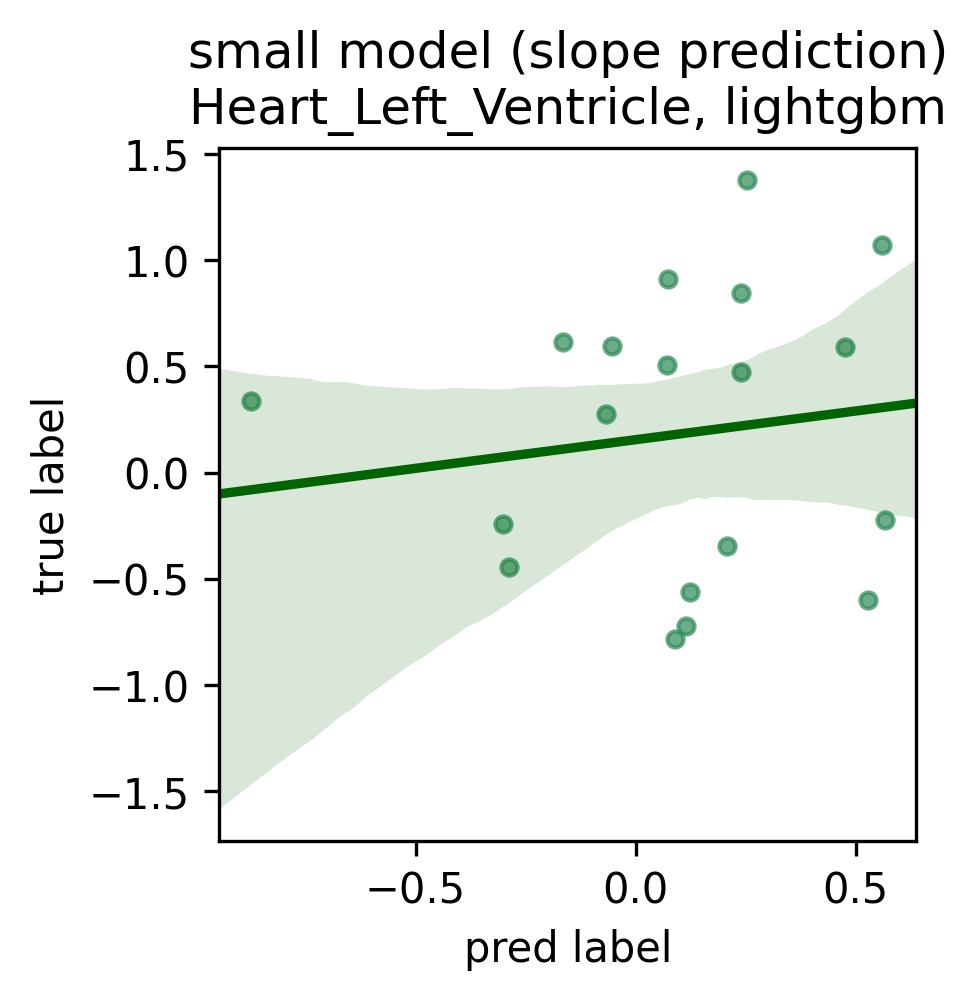 small model (slope prediction)
Heart_Left_Ventricle, lightgbm
1.5
1.0
0.5
0.0
−0.5
−1.0
−1.5
true label
−0.5
0.0
0.5
pred label